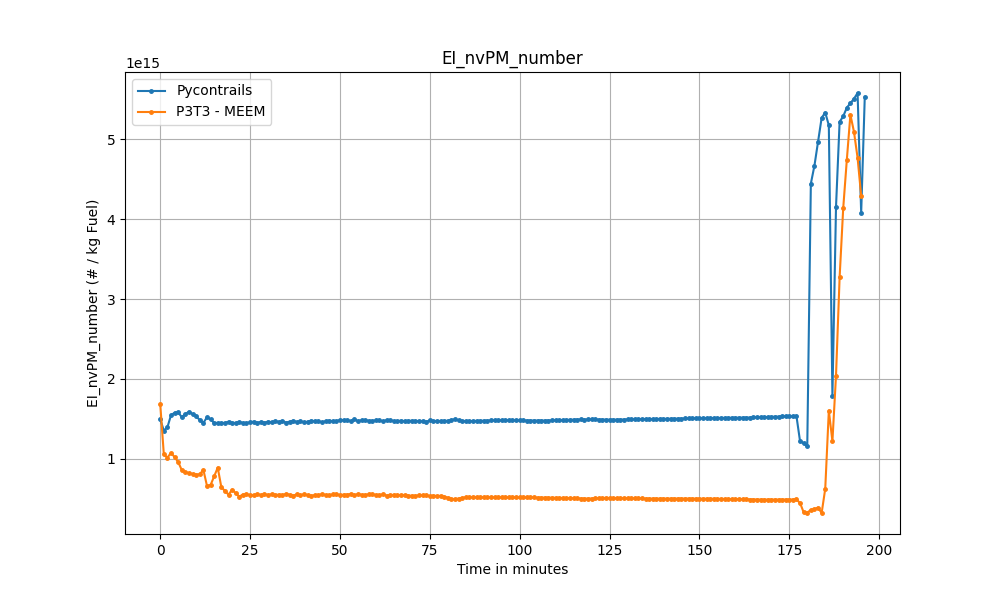 EI_nvPM_number
1e15
Pycontrails
P3T3 - MEEM
EI_nvPM_number (# / kg Fuel)
5
4
3
2
1
0 25 50 75 100 125 150 175 200
Time in minutes